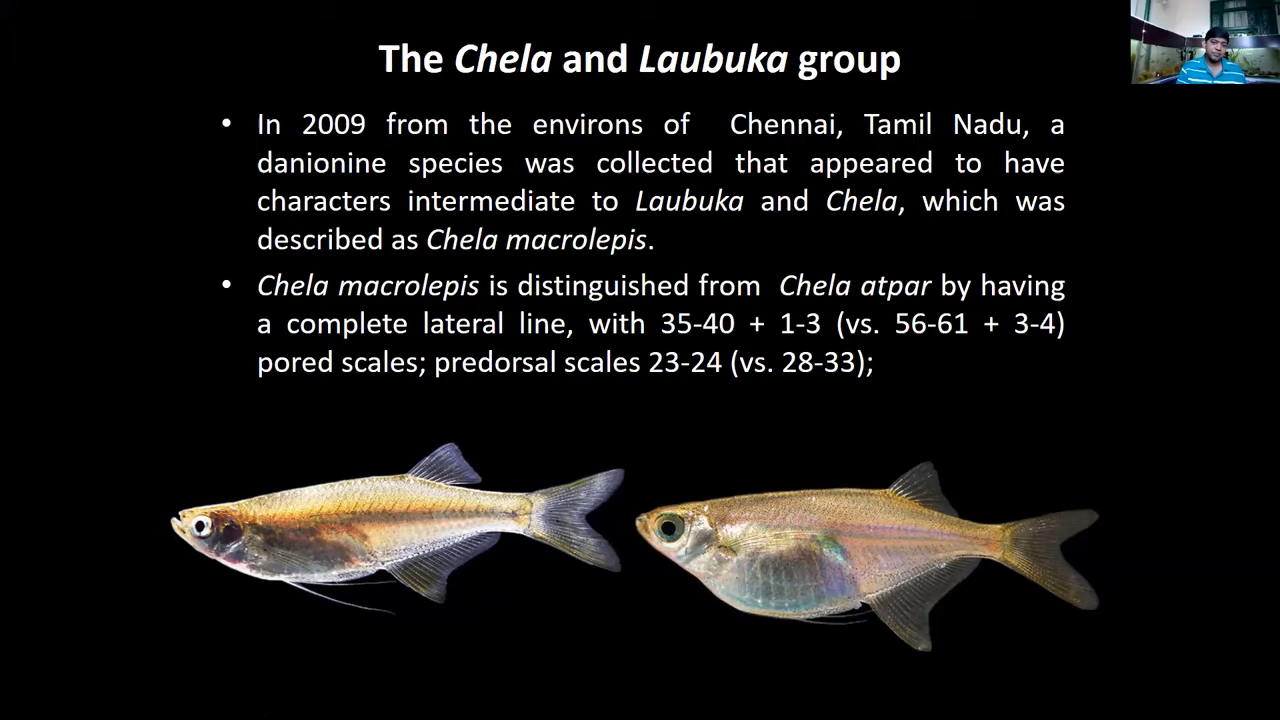 The Chela and Laubuka group
• In 2009 from the environs of Chennai, Tamil Nadu, a
danionine species was collected that appeared to have
characters intermediate to Laubuka and Chela, which was
described as Chela macrolepis.
• Chela macrolepis is distinguished from Chela atpar by having
a complete lateral line, with 35-40 + 1-3 (vs. 56-61 + 3-4)
pored scales; predorsal scales 23-24 (vs. 28-33);